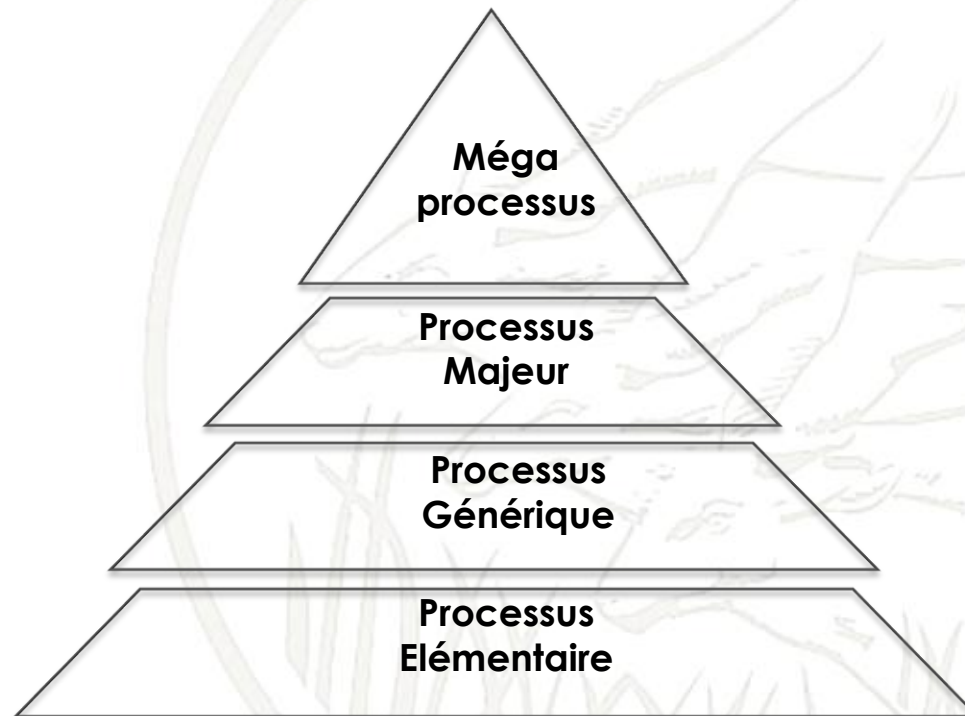 Méga
processus
Processus
Majeur
Processus
Générique
Processus
Elémentaire